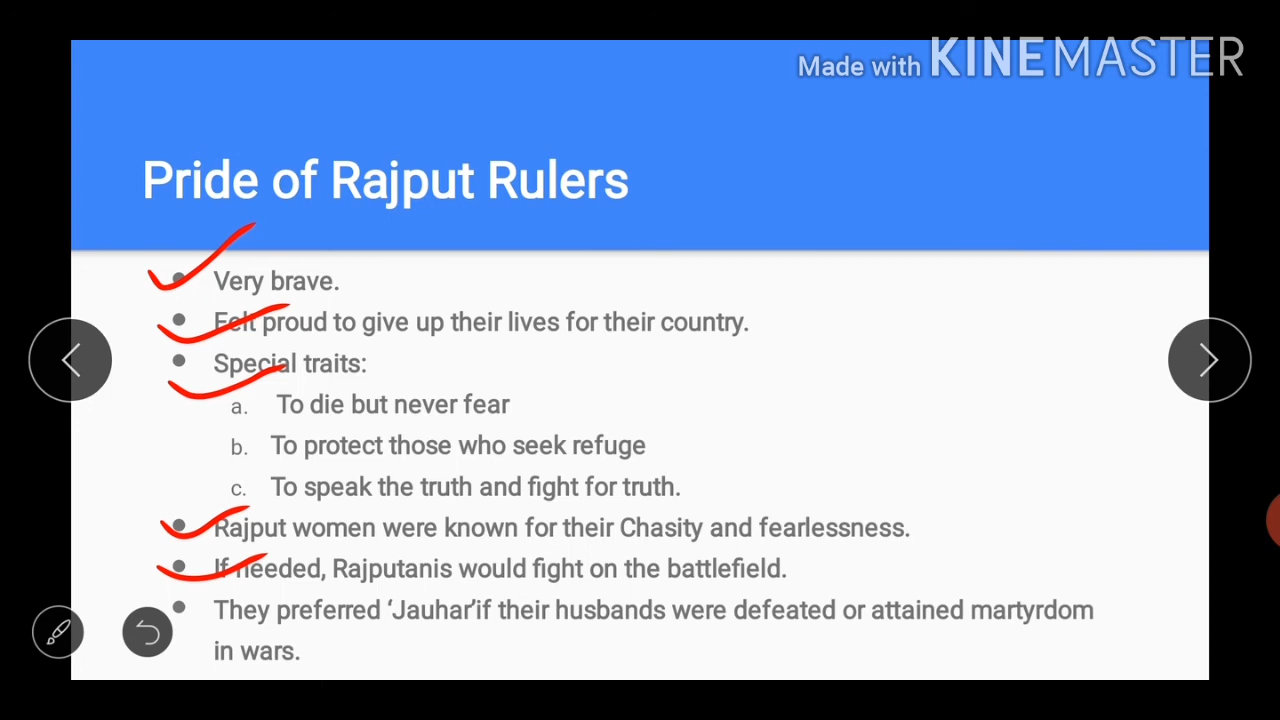 Made with KINEMASTER
Pride of Rajput Rulers
• Very brave.
• Felt proud to give up their lives for their country.
• Special traits:
a. To die but never fear
b. To protect those who seek refuge
c. To speak the truth and fight for truth.
• Rajput women were known for their Chasity and fearlessness.
• If needed, Rajputanis would fight on the battlefield.
• They preferred ‘Jauhar’if their husbands were defeated or attained martyrdom
in wars.